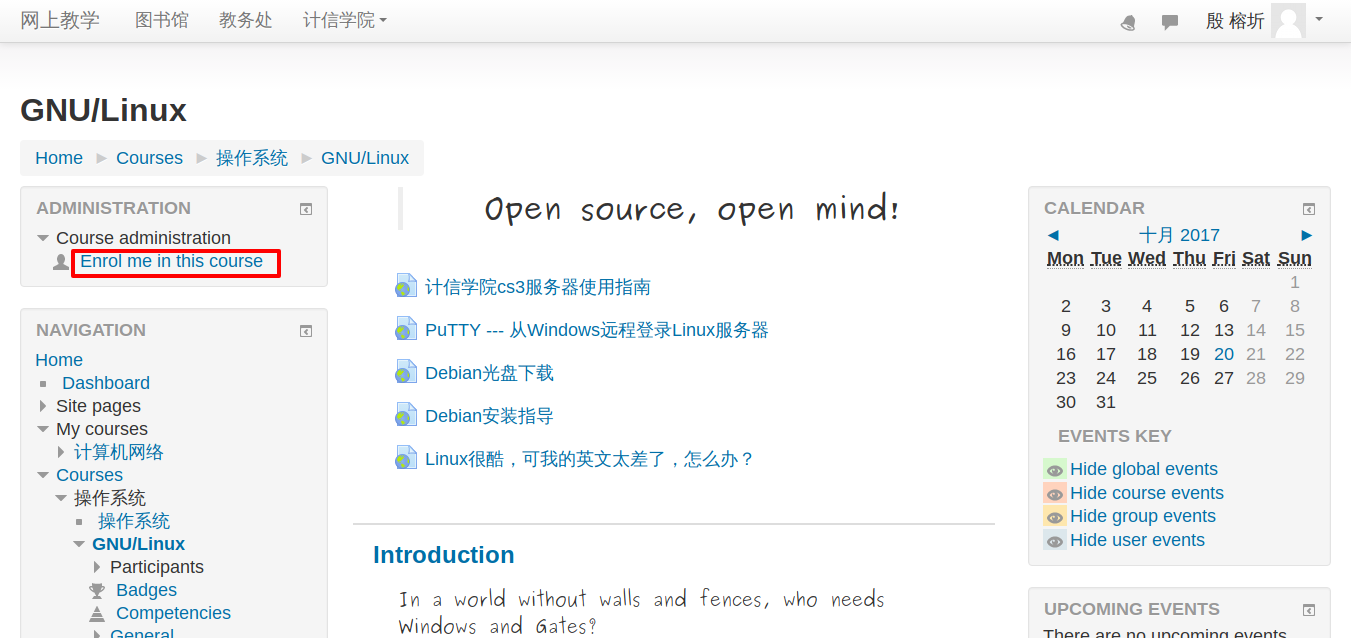 网上教学 图书馆 教务处 计信学院 殷 榕圻
GNU/Linux
Home Courses 操作系统 GNU/Linux
ADMINISTRATION
Course administration
Enrol me in this course
NAVIGATION
Home
Dashboard
Site pages
My courses
计算机网络
Courses
操作系统
操作系统
GNU/Linux
Participants
Badges
Competencies
General
Open source, open mind!
计信学院cs3服务器使用指南
PuTTY --- 从Windows远程登录Linux服务器
Debian光盘下载
Debian安装指导
Linux很酷，可我的英文太差了，怎么办？
Introduction
In a world without walls and fences, who needs
Windows and Gates?
CALENDAR
十月 2017
Mon Tue Wed Thu Fri Sat Sun
1
2 3 4 5 6 7 8
9 10 11 12 13 14 15
16 17 18 19 20 21 22
23 24 25 26 27 28 29
30 31
EVENTS KEY
Hide global events
Hide course events
Hide group events
Hide user events
UPCOMING EVENTS
There are no upcoming events